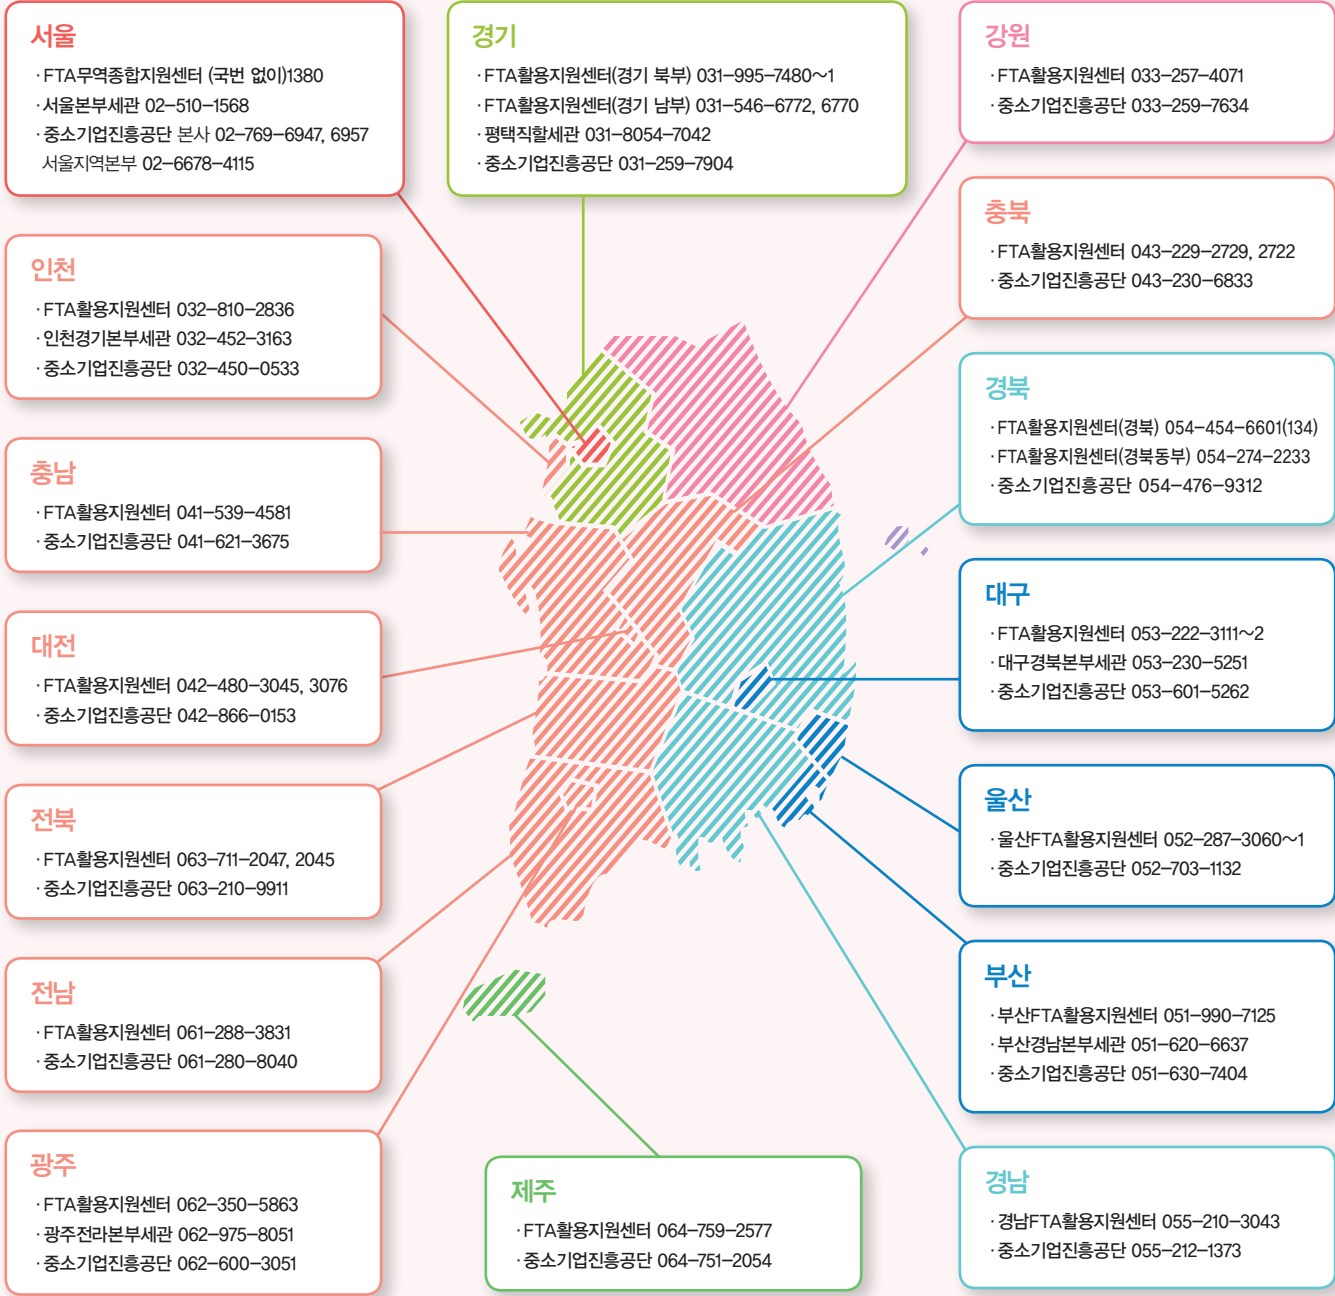 서울
·FTA무역종합지원센터 (국번 없이)1380
·서울본부세관 02-510-1568
·중소기업진흥공단 본사 02-769-6947, 6957
서울지역본부 02-6678-4115
경기
·FTA활용지원센터(경기 북부) 031-995-7480~1
·FTA활용지원센터(경기 남부) 031-546-6772, 6770
·평택직할세관 031-8054-7042
·중소기업진흥공단 031-259-7904
강원
·FTA활용지원센터 033-257-4071
·중소기업진흥공단 033-259-7634
인천
·FTA활용지원센터 032-810-2836
·인천경기본부세관 032-452-3163
·중소기업진흥공단 032-450-0533
충북
·FTA활용지원센터 043-229-2729, 2722
·중소기업진흥공단 043-230-6833
충남
·FTA활용지원센터 041-539-4581
·중소기업진흥공단 041-621-3675
경북
·FTA활용지원센터(경북) 054-454-6601(134)
·FTA활용지원센터(경북동부) 054-274-2233
·중소기업진흥공단 054-476-9312
대전
·FTA활용지원센터 042-480-3045, 3076
·중소기업진흥공단 042-866-0153
대구
·FTA활용지원센터 053-222-3111~2
·대구경북본부세관 053-230-5251
·중소기업진흥공단 053-601-5262
전북
·FTA활용지원센터 063-711-2047, 2045
·중소기업진흥공단 063-210-9911
울산
·울산FTA활용지원센터 052-287-3060~1
·중소기업진흥공단 052-703-1132
전남
·FTA활용지원센터 061-288-3831
·중소기업진흥공단 061-280-8040
부산
·부산FTA활용지원센터 051-990-7125
·부산경남본부세관 051-620-6637
·중소기업진흥공단 051-630-7404
광주
·FTA활용지원센터 062-350-5863
·광주전라본부세관 062-975-8051
·중소기업진흥공단 062-600-3051
제주
·FTA활용지원센터 064-759-2577
·중소기업진흥공단 064-751-2054
경남
·경남FTA활용지원센터 055-210-3043
·중소기업진흥공단 055-212-1373